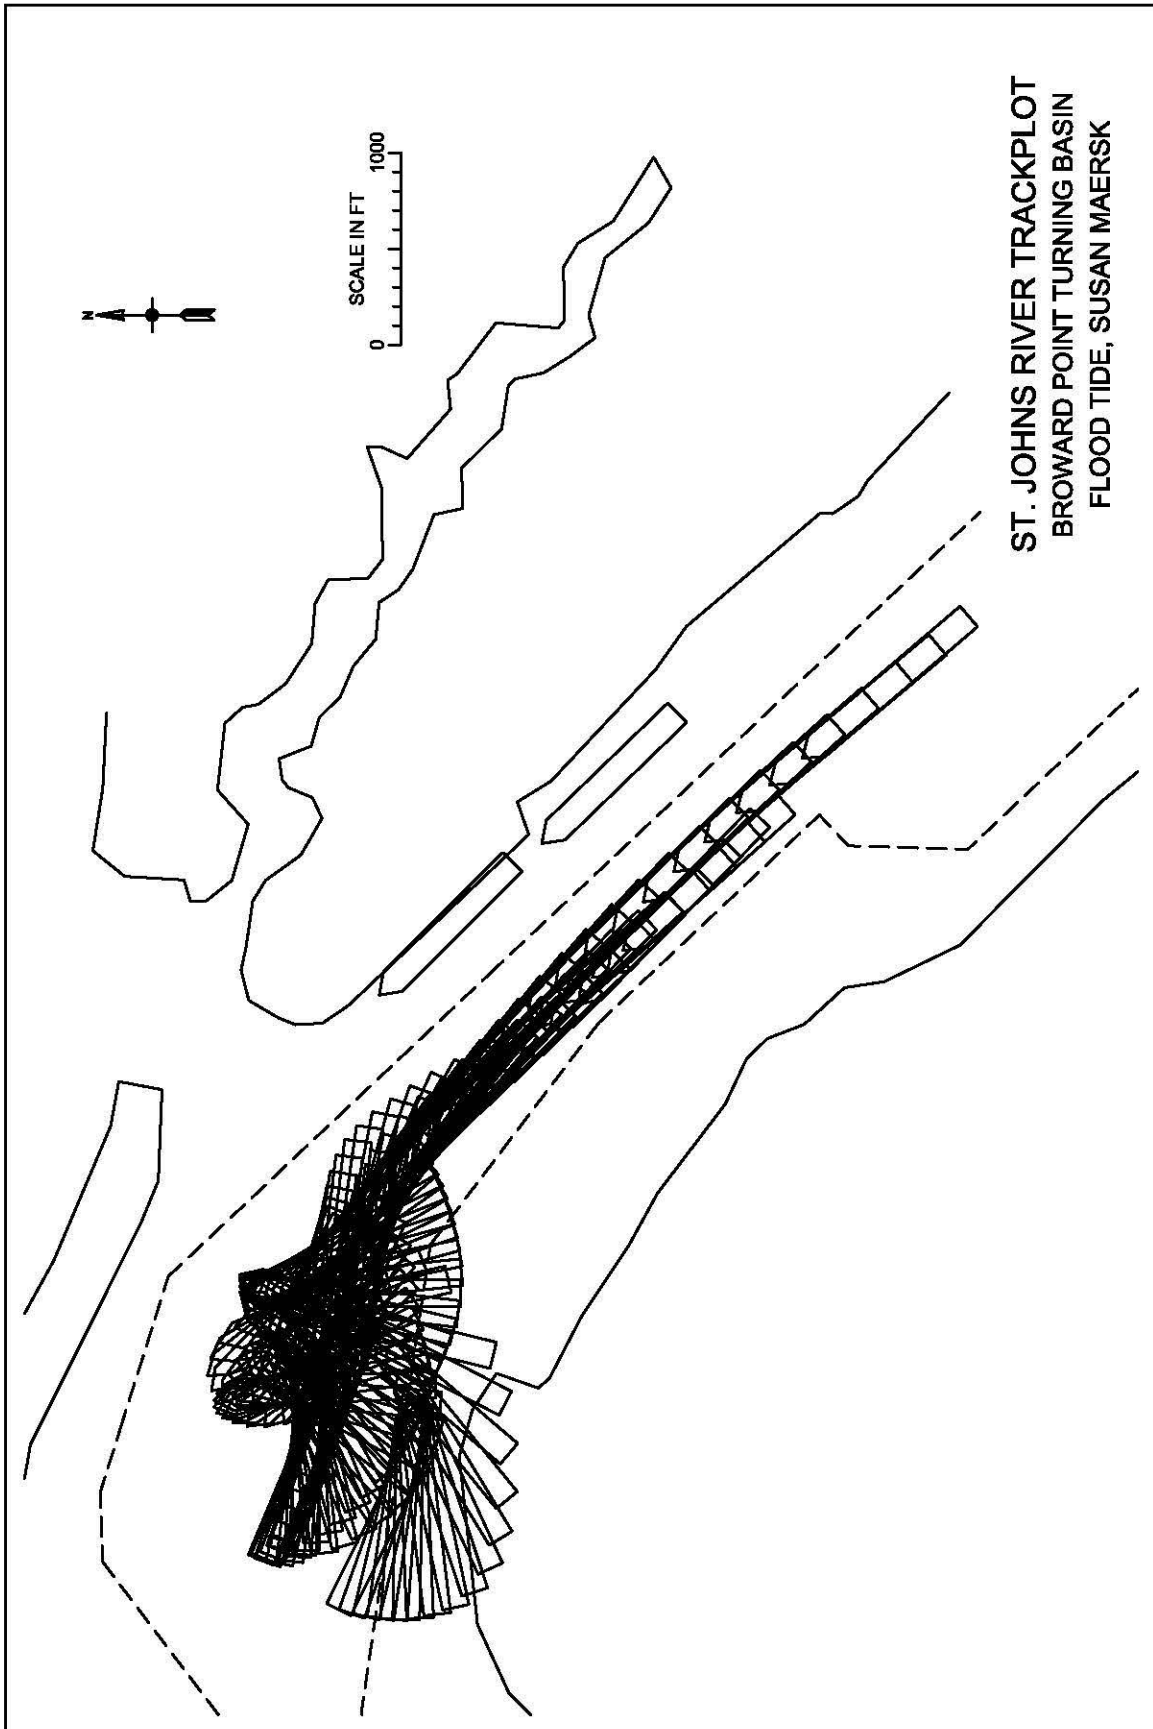 N
SCALE IN FT
0 1000
ST. JOHNS RIVER TRACKPLOT
BROWARD POINT TURNING BASIN
FLOOD TIDE, SUSAN MAERSK